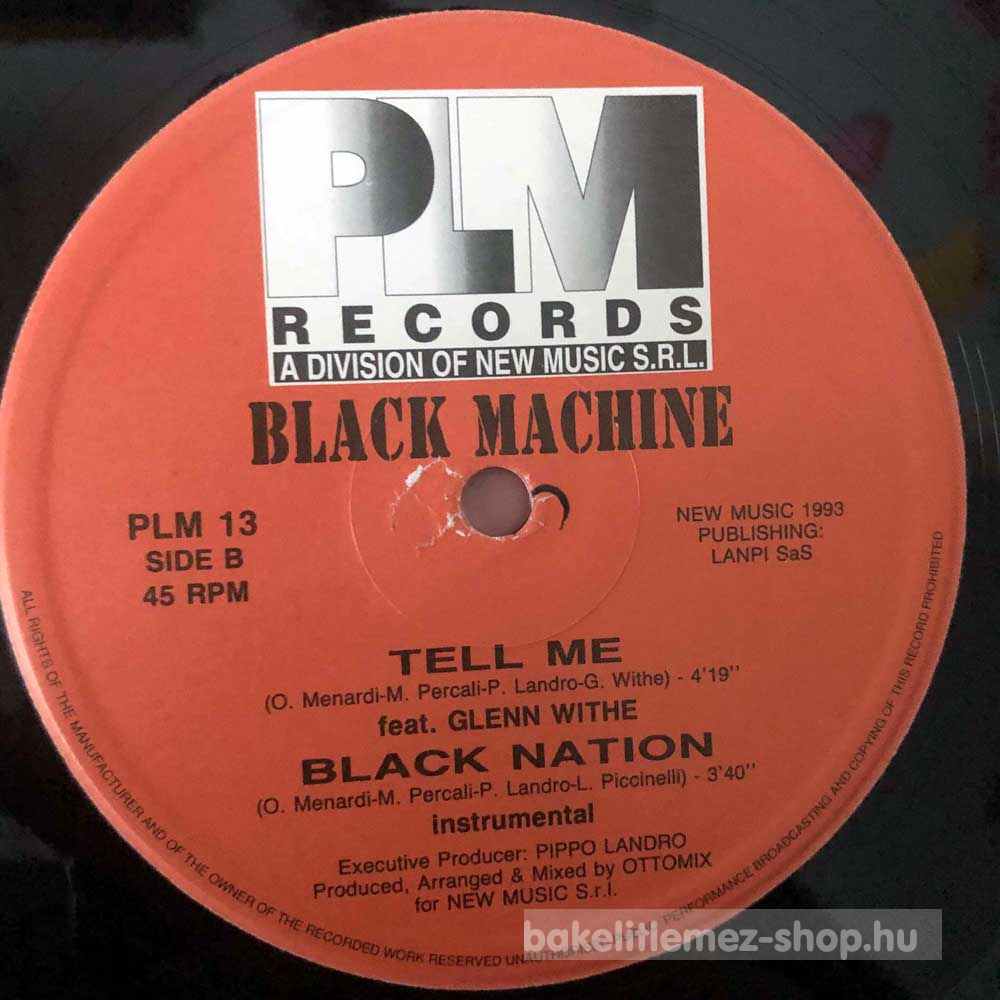 PLM
RECORDS
A DIVISION OF NEW MUSIC S.R.L.
BLACK MACHINE
PLM 13
SIDE B
45 RPM
NEW MUSIC 1993
PUBLISHING:
LANPI SaS
TELL ME
(O. Menardi-M. Percali-P. Landro-G. Withe) - 4'19''
feat. GLENN WITHE
BLACK NATION
(O. Menardi-M. Percali-P. Landro-L. Piccinelli) - 3'40''
instrumental
Executive Producer: PIPPO LANDRO
Produced, Arranged & Mixed by OTTOMIX
for NEW MUSIC S.r.l.
ALL RIGHTS OF THE MANUFACTURER AND OF THE OWNER OF THE RECORDED WORK RESERVED UNAUTHORISED PERFORMANCE BROADCASTING AND COPYING OF THIS RECORD PROHIBITED
bakelitlemez-shop.hu